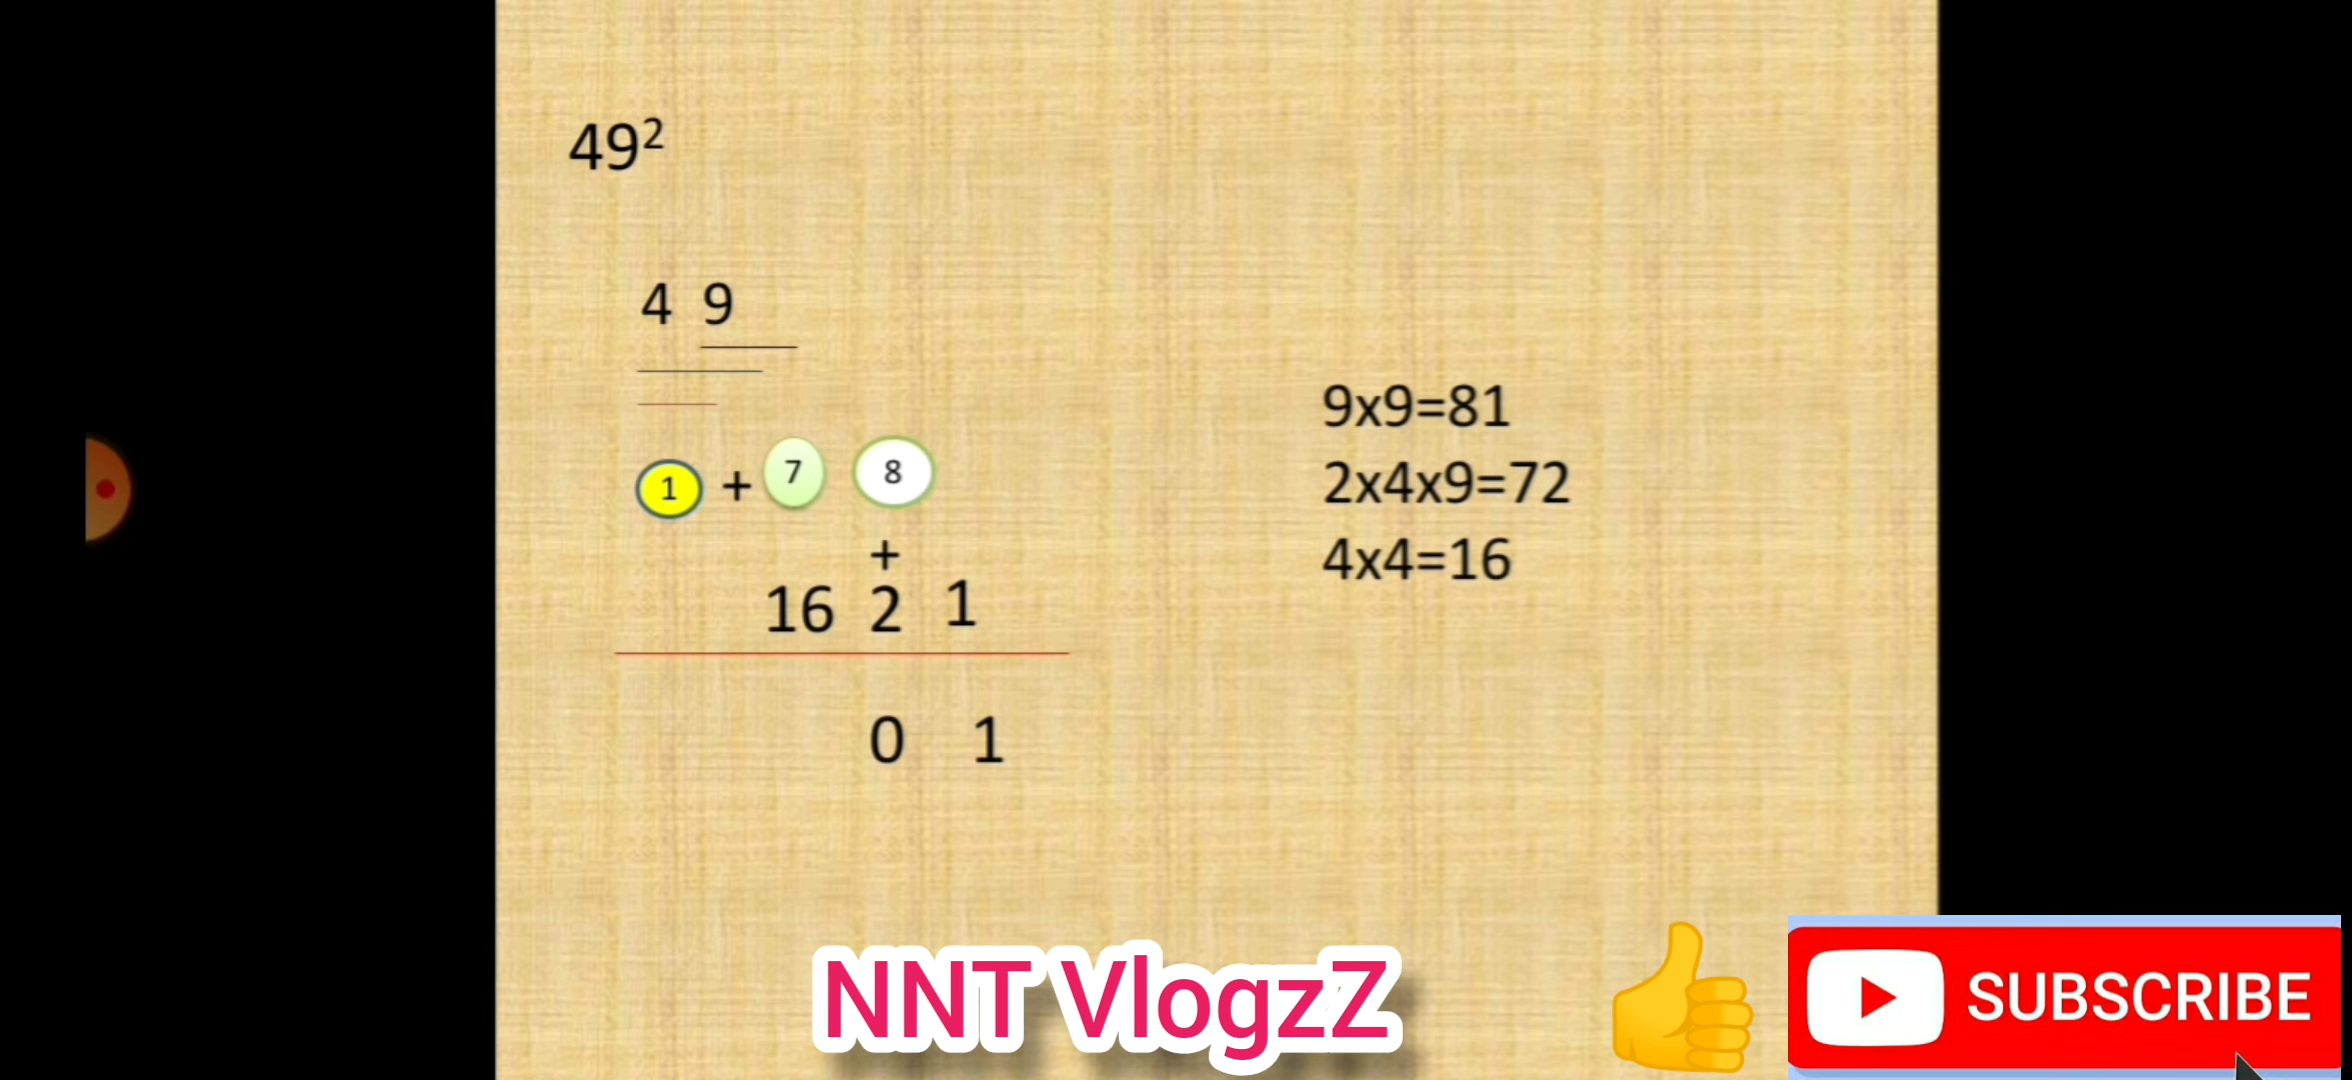 49²
4 9
1 + 7 8
+
16 2 1
0 1
9x9=81
2x4x9=72
4x4=16
NNT VlogzZ
SUBSCRIBE